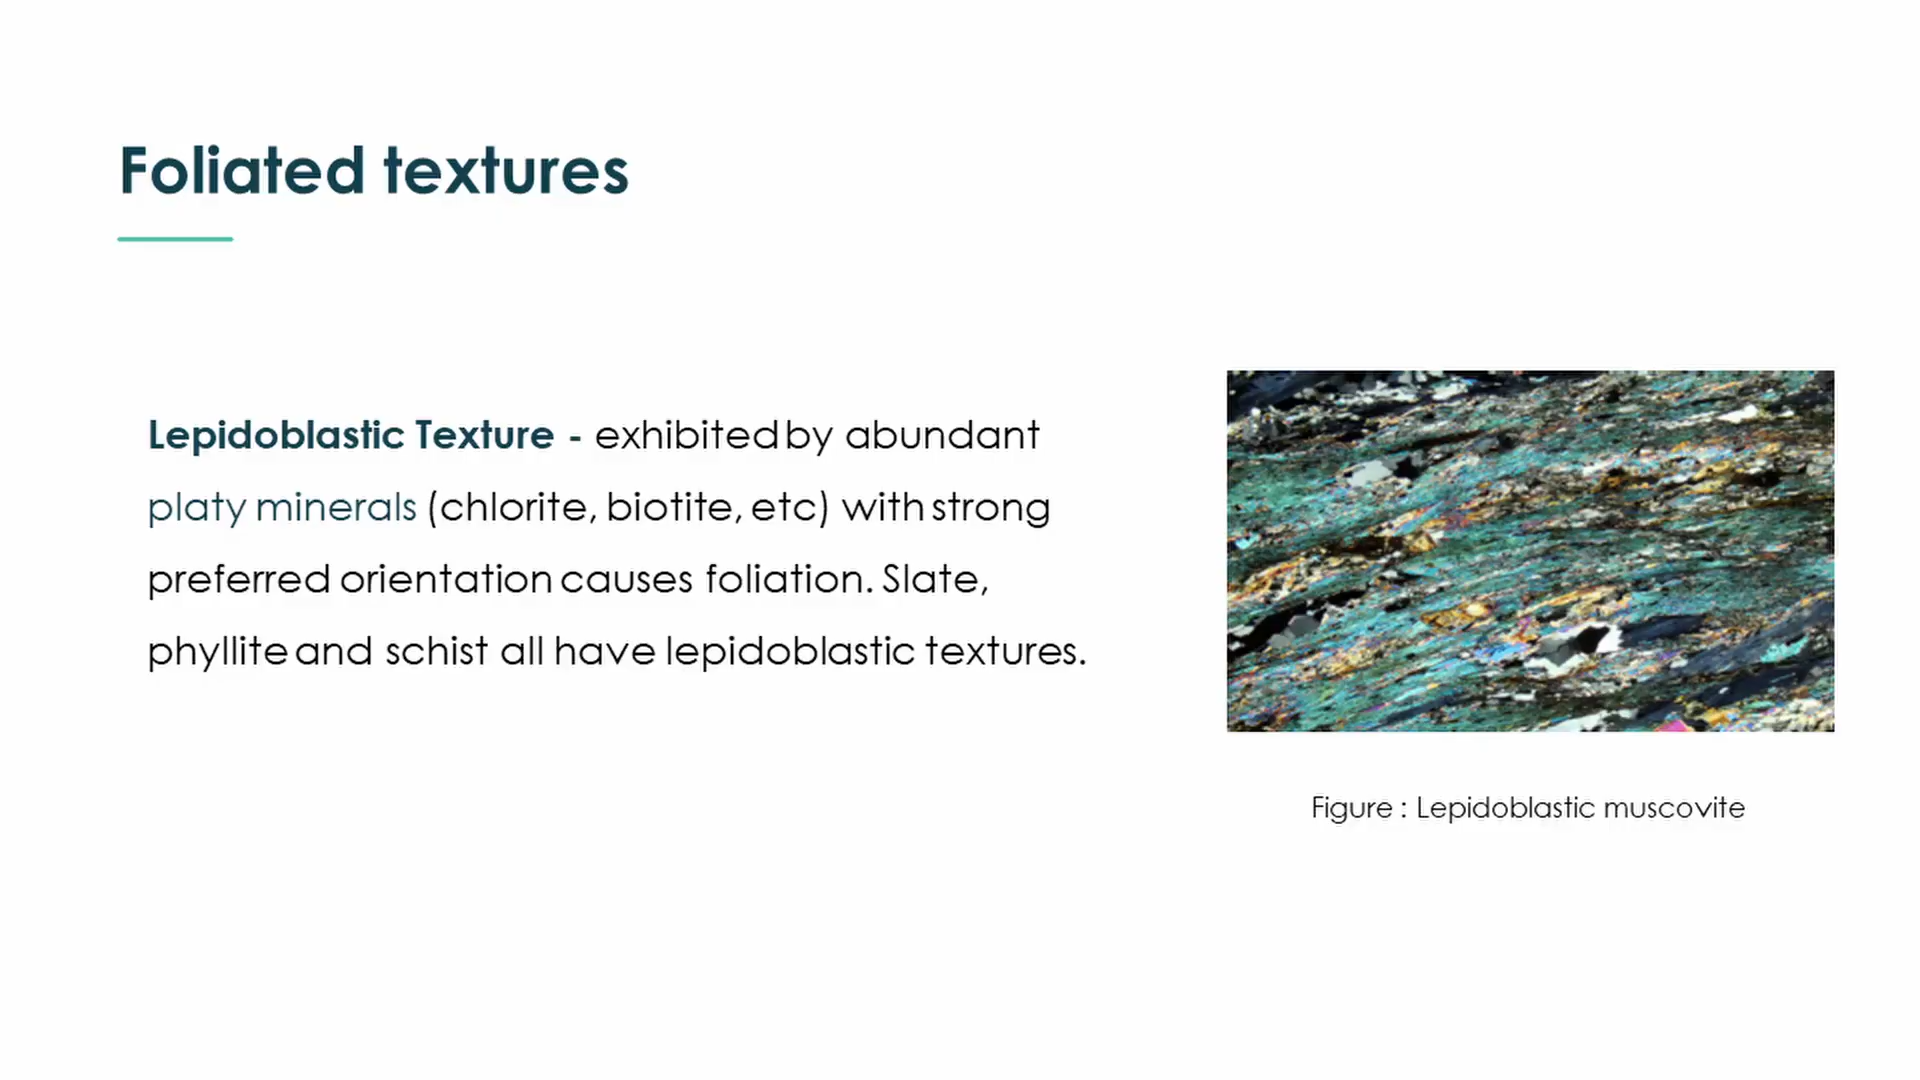 Foliated textures
Lepidoblastic Texture - exhibited by abundant
platy minerals (chlorite, biotite, etc) with strong
preferred orientation causes foliation. Slate,
phyllite and schist all have lepidoblastic textures.
Figure : Lepidoblastic muscovite